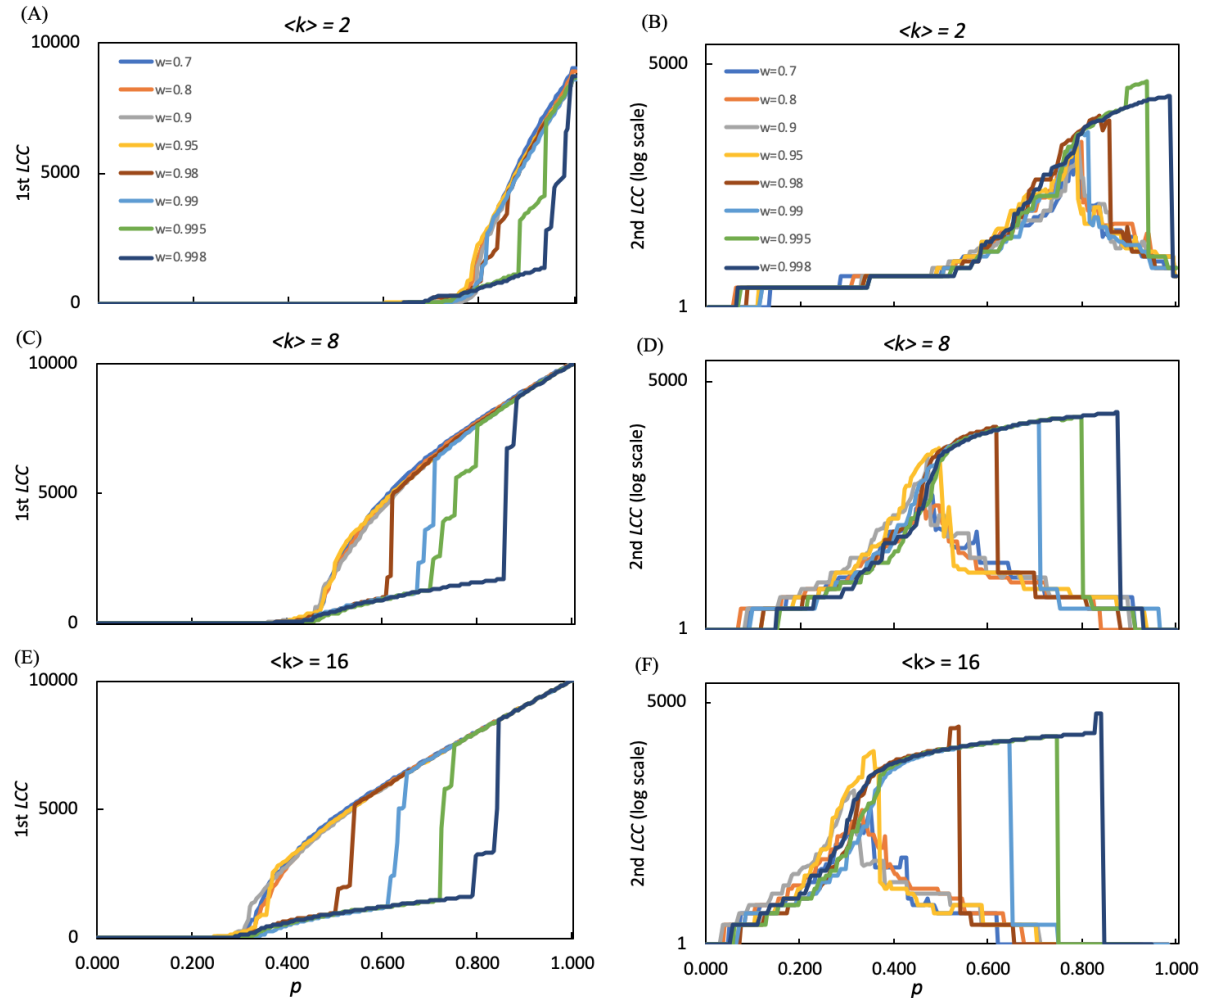 (A)
<k> = 2
10000
5000
0
1st LCC
w=0.7
w=0.8
w=0.9
w=0.95
w=0.98
w=0.99
w=0.995
w=0.998
(B)
<k> = 2
5000
1
2nd LCC (log scale)
w=0.7
w=0.8
w=0.9
w=0.95
w=0.98
w=0.99
w=0.995
w=0.998
(C)
<k> = 8
10000
5000
0
1st LCC
(D)
<k> = 8
5000
1
2nd LCC (log scale)
(E)
<k> = 16
10000
5000
0
1st LCC
0.000 0.200 0.400 0.600 0.800 1.000
p
(F)
<k> = 16
5000
1
2nd LCC (log scale)
0.000 0.200 0.400 0.600 0.800 1.000
p